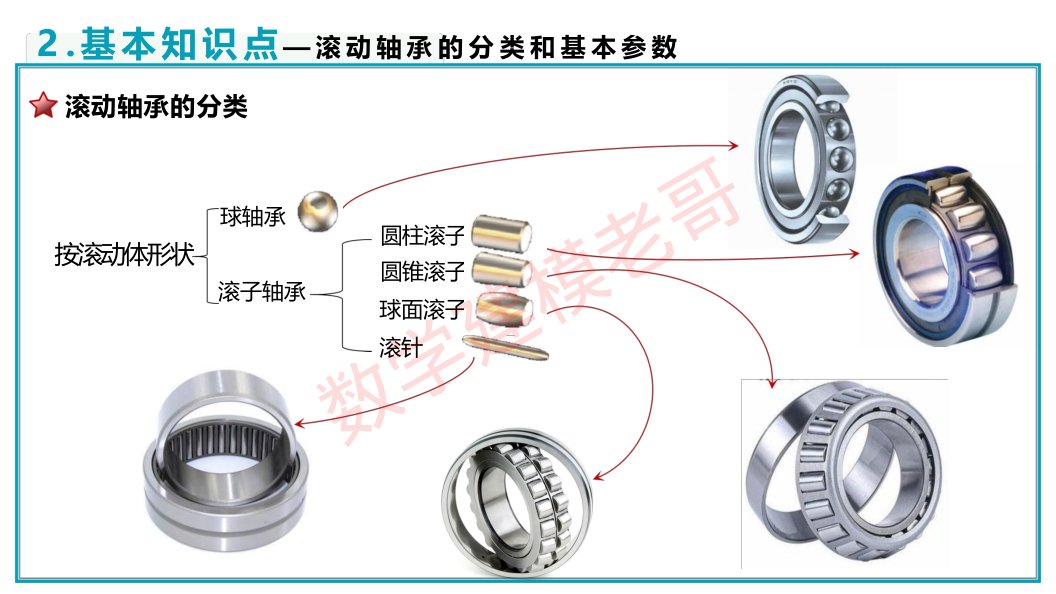 2.基本知识点—滚动轴承的分类和基本参数
滚动轴承的分类
按滚动体形状
球轴承
滚子轴承
圆柱滚子
圆锥滚子
球面滚子
滚针
数学建模老哥